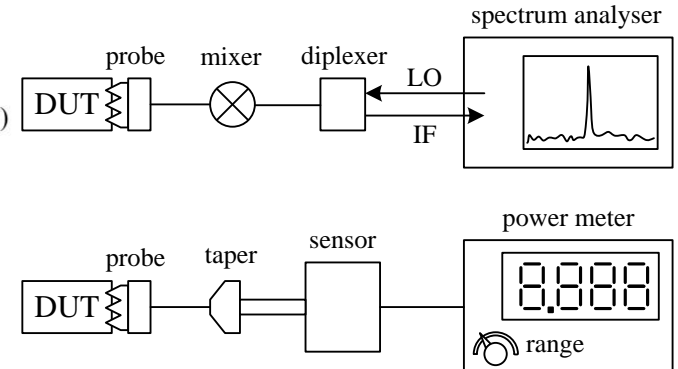 spectrum analyser
probe mixer diplexer
LO
DUT
)
IF
power meter
probe taper sensor
8.888
DUT
range